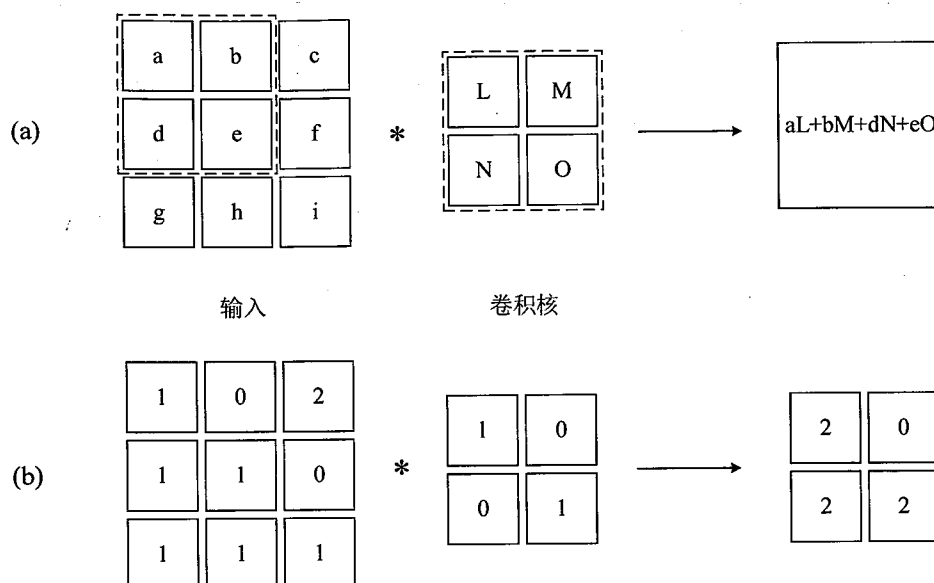 a b c
L M
(a) d e f * aL+bM+dN+eO
N O
g h i
输入 卷积核
1 0 2
1 0 2 0
(b) 1 1 0 *
0 1 2 2
1 1 1